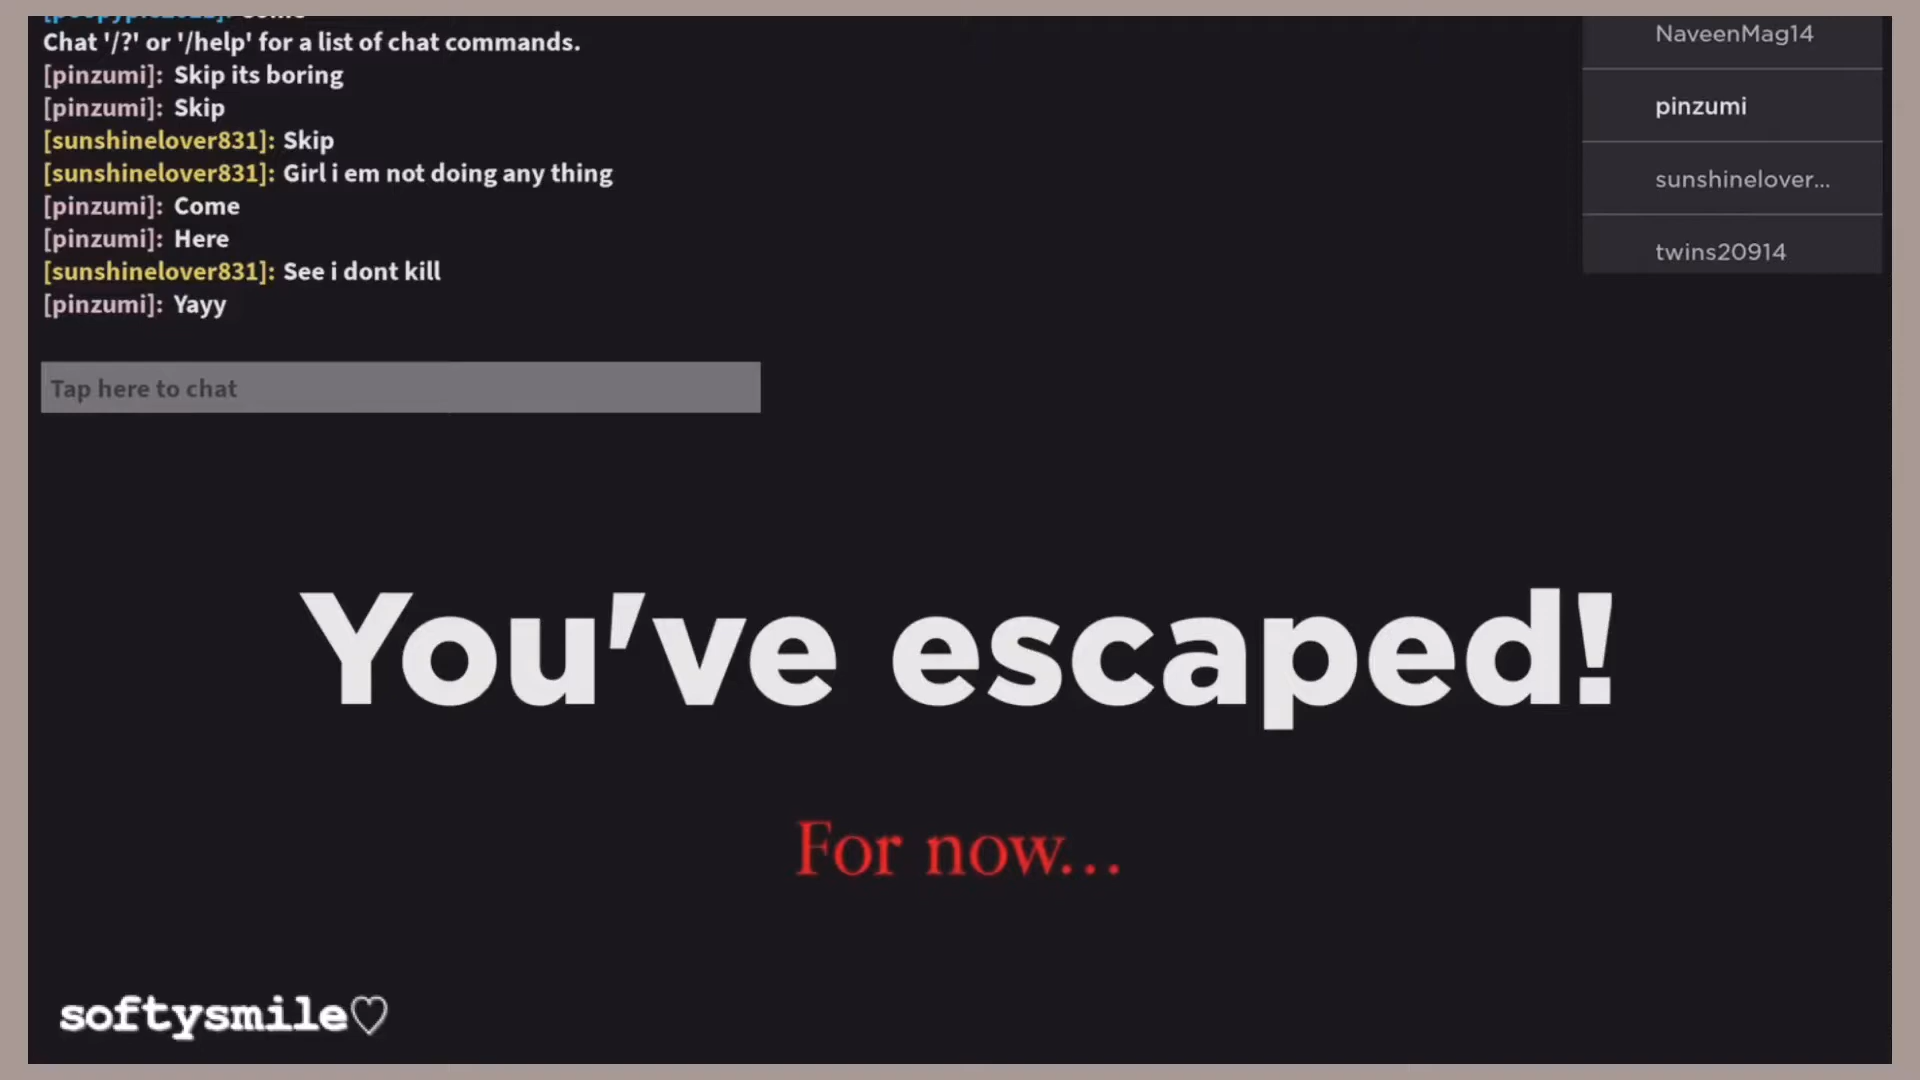 Chat '/?' or '/help' for a list of chat commands.
[pinzumi]: Skip its boring
[pinzumi]: Skip
[sunshinelover831]: Skip
[sunshinelover831]: Girl i em not doing any thing
[pinzumi]: Come
[pinzumi]: Here
[sunshinelover831]: See i dont kill
[pinzumi]: Yayy
Tap here to chat
NaveenMag14
pinzumi
sunshinelover...
twins20914
You've escaped!
For now...
softysmile♡